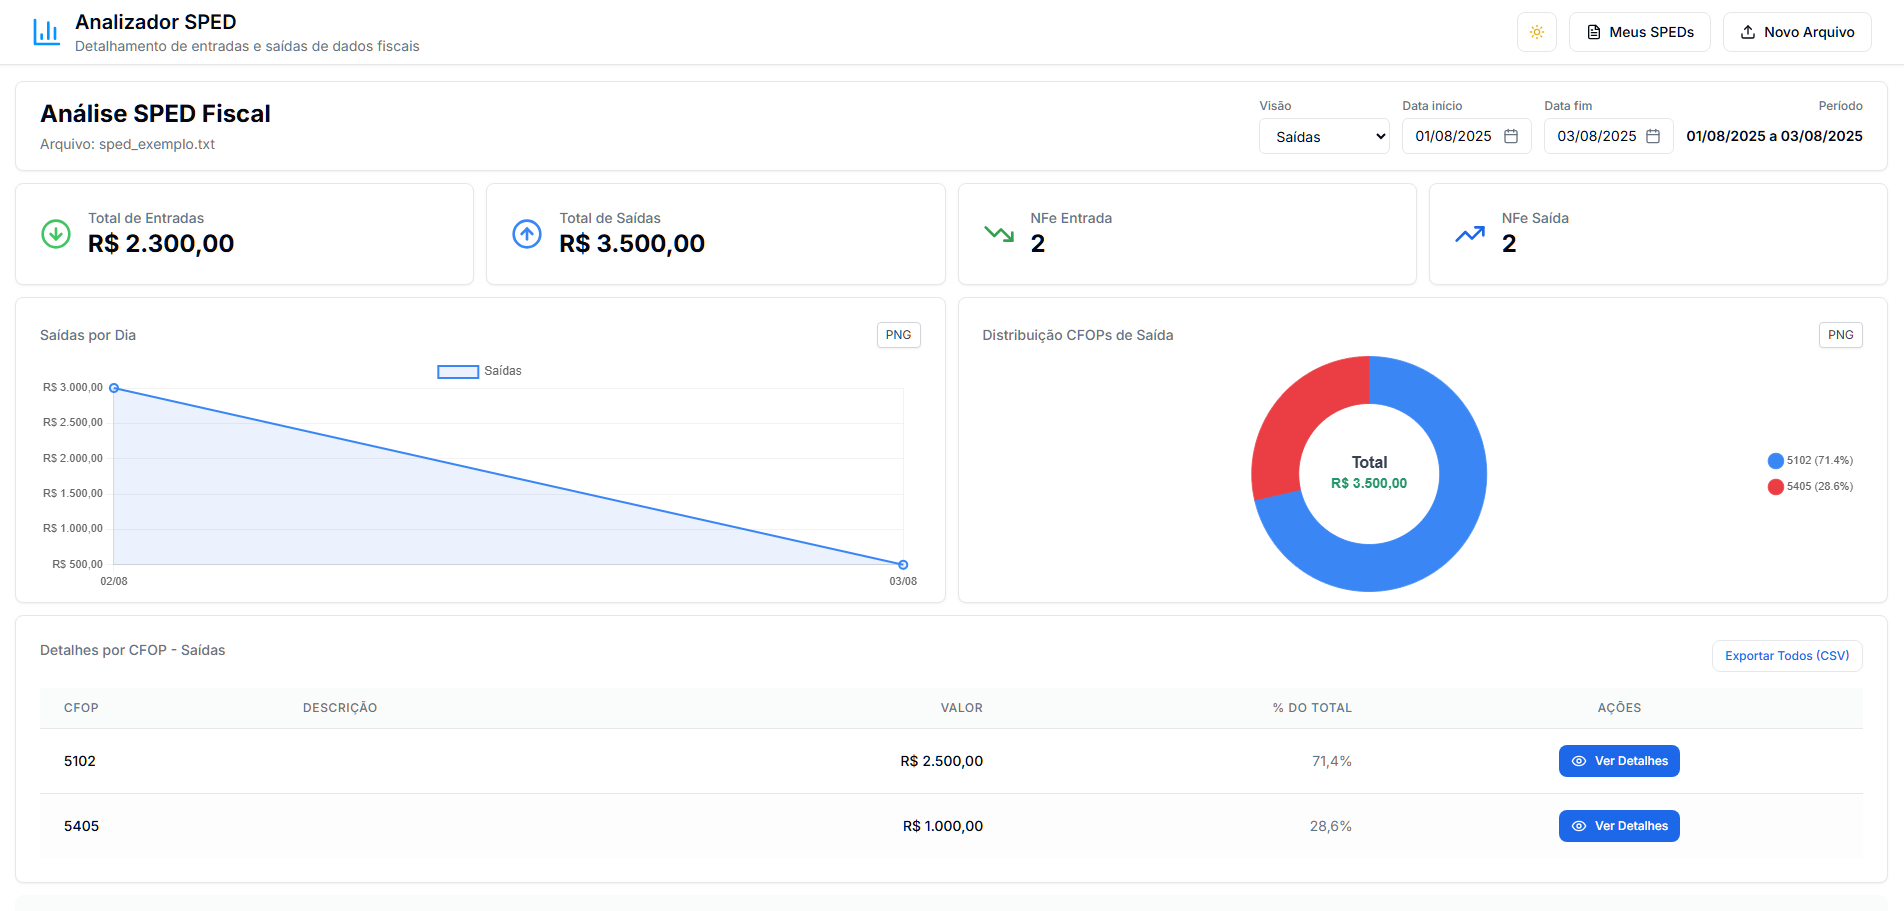 Analizador SPED
Detalhamento de entradas e saídas de dados fiscais
Meus SPEDs
Novo Arquivo
Análise SPED Fiscal
Arquivo: sped_exemplo.txt
Visão
Saídas
Data início
01/08/2025
Data fim
03/08/2025
Período
01/08/2025 a 03/08/2025
Total de Entradas
R$ 2.300,00
Total de Saídas
R$ 3.500,00
NFe Entrada
2
NFe Saída
2
Saídas por Dia
PNG
Saídas
R$ 3.000,00
R$ 2.500,00
R$ 2.000,00
R$ 1.500,00
R$ 1.000,00
R$ 500,00
02/08
03/08
Distribuição CFOPs de Saída
PNG
Total
R$ 3.500,00
5102 (71.4%)
5405 (28.6%)
Detalhes por CFOP - Saídas
Exportar Todos (CSV)
CFOP DESCRIÇÃO VALOR % DO TOTAL AÇÕES
5102 R$ 2.500,00 71,4% Ver Detalhes
5405 R$ 1.000,00 28,6% Ver Detalhes